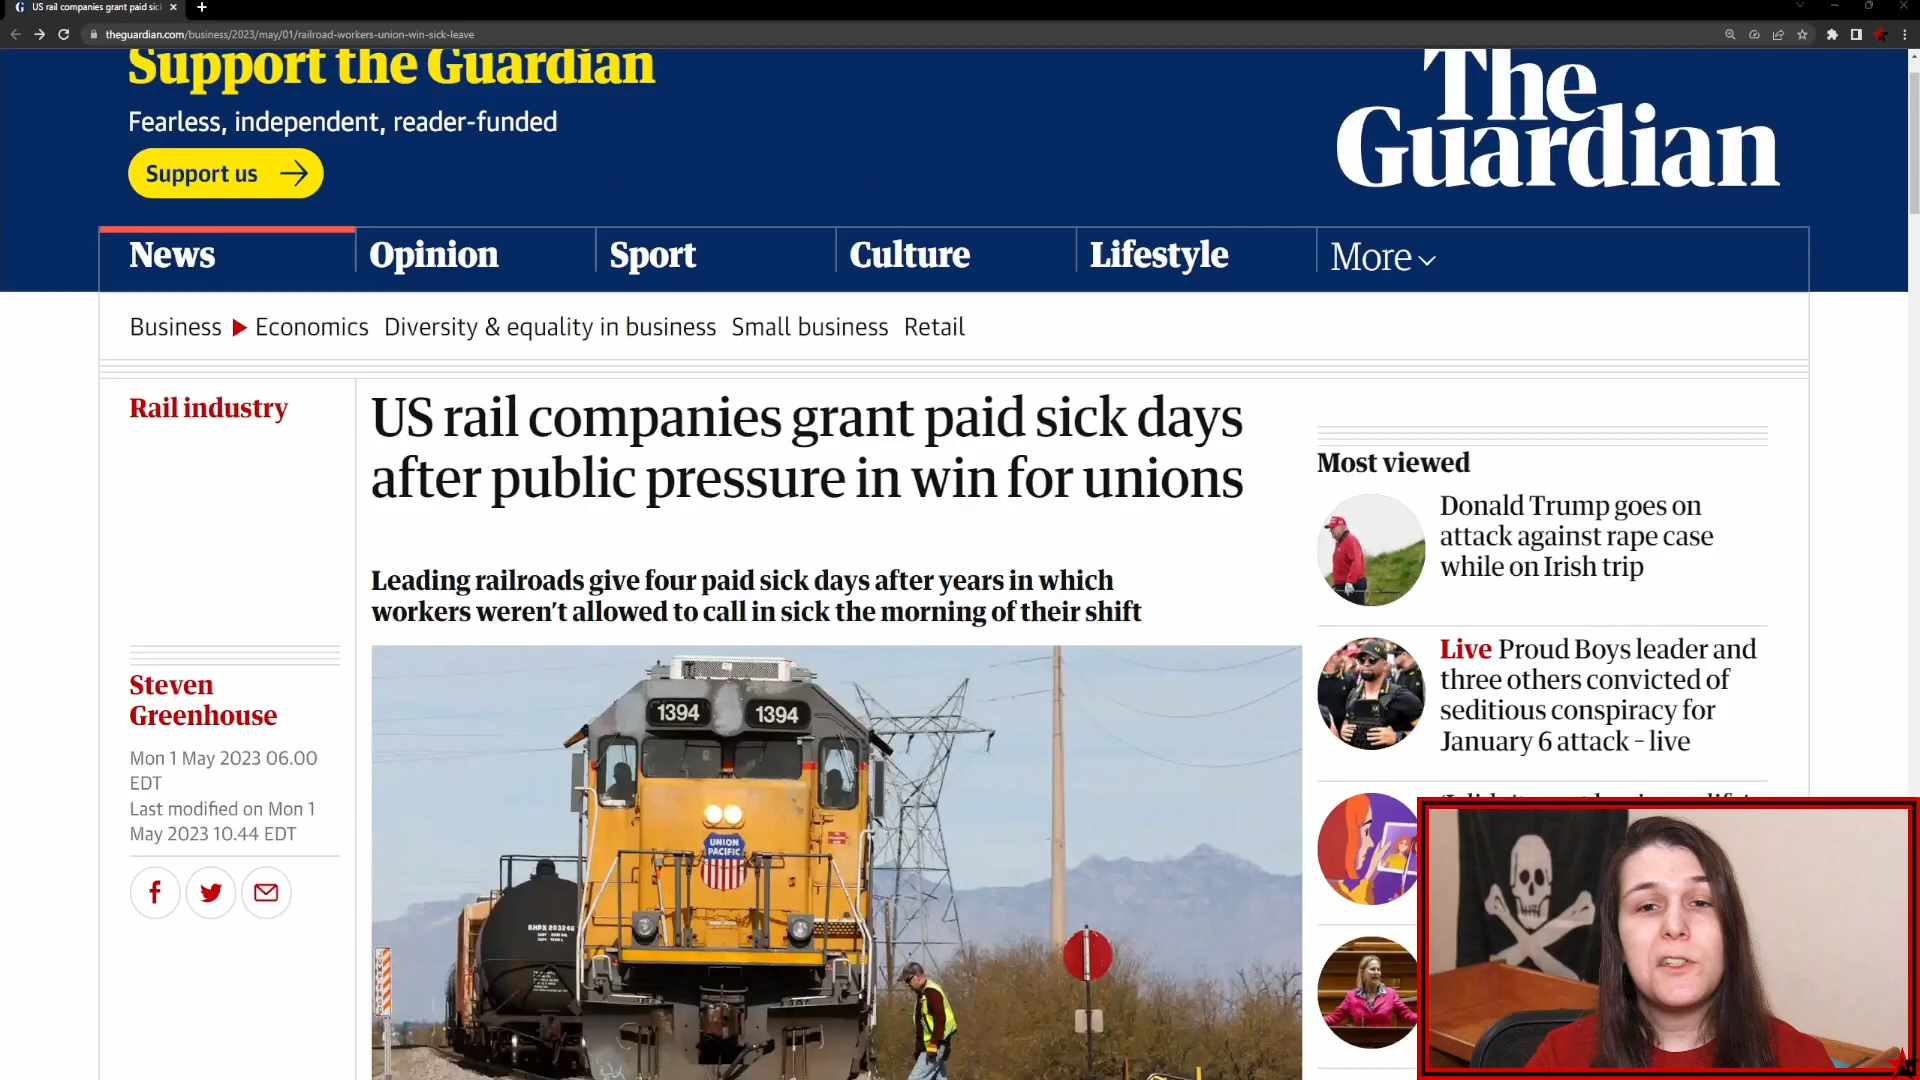 US rail companies grant paid sic
theguardian.com/business/2023/may/01/railroad-workers-union-win-sick-leave
Support the Guardian
Fearless, independent, reader-funded
Support us
The
Guardian
News
Opinion
Sport
Culture
Lifestyle
More
Business
Economics
Diversity & equality in business
Small business
Retail
Rail industry
US rail companies grant paid sick days
after public pressure in win for unions
Leading railroads give four paid sick days after years in which
workers weren't allowed to call in sick the morning of their shift
Steven
Greenhouse
Mon 1 May 2023 06.00
EDT
Last modified on Mon 1
May 2023 10.44 EDT
1394
1394
UNION
PACIFIC
SHPX 203246
Most viewed
Donald Trump goes on
attack against rape case
while on Irish trip
Live Proud Boys leader and
three others convicted of
seditious conspiracy for
January 6 attack – live